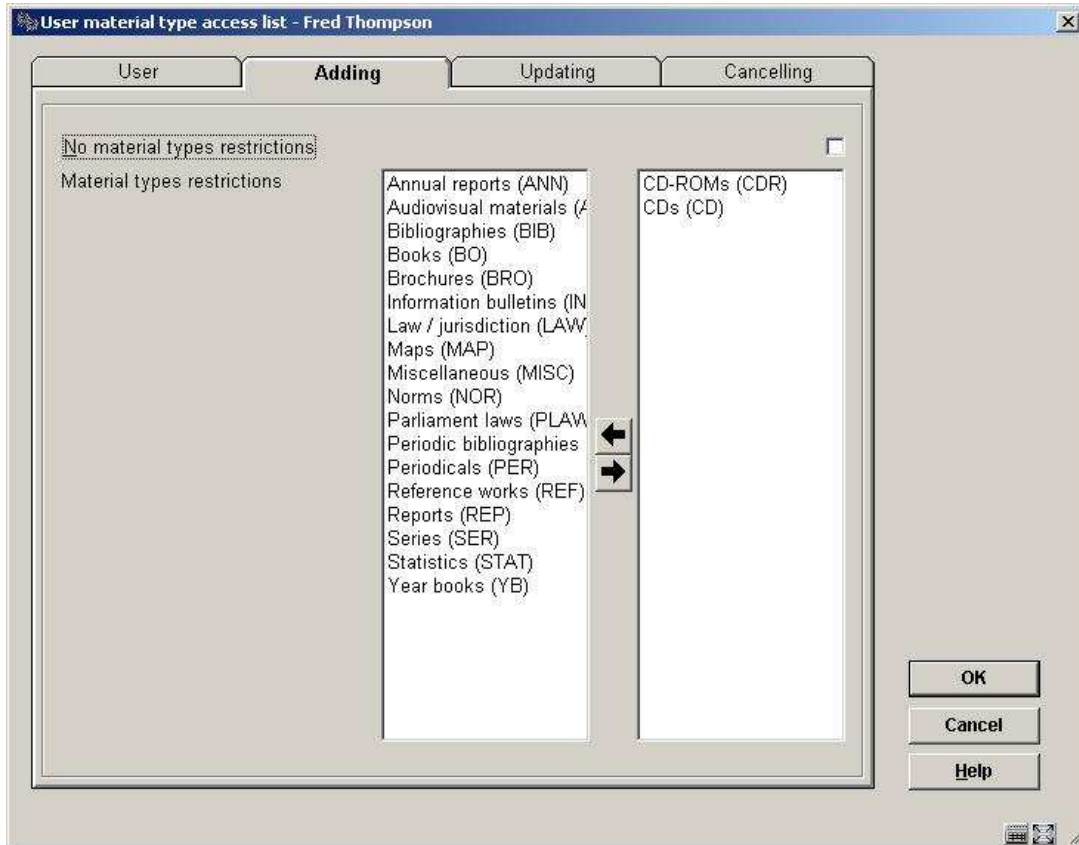 User material type access list - Fred Thompson
User
Adding
Updating
Cancelling
No material types restrictions
Material types restrictions
Annual reports (ANN)
Audiovisual materials (A
Bibliographies (BIB)
Books (BO)
Brochures (BRO)
Information bulletins (IN
Law / jurisdiction (LAW
Maps (MAP)
Miscellaneous (MISC)
Norms (NOR)
Parliament laws (PLAW
Periodic bibliographies
Periodicals (PER)
Reference works (REF)
Reports (REP)
Series (SER)
Statistics (STAT)
Year books (YB)
CD-ROMs (CDR)
CDs (CD)
OK
Cancel
Help